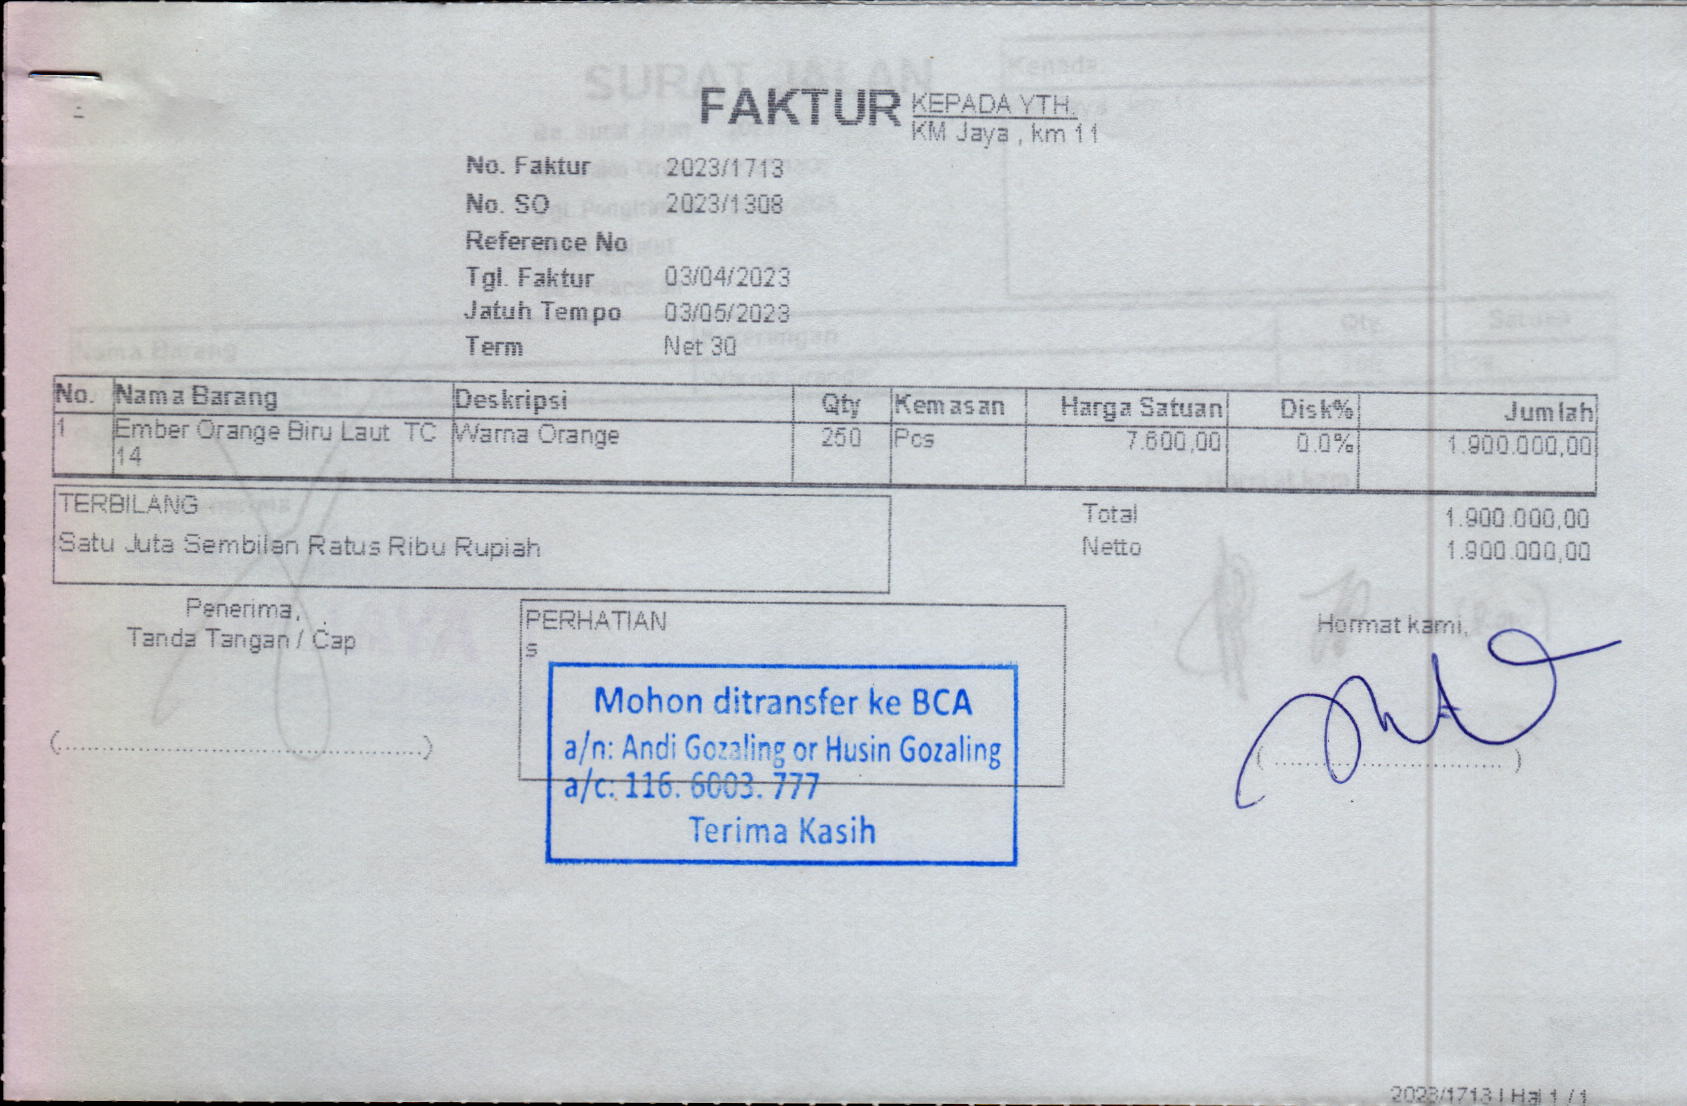 FAKTUR
KEPADA YTH.
KM Jaya , km 11
No. Faktur 2023/1713
No. SO 2023/1308
Reference No
Tgl. Faktur 03/04/2023
Jatuh Tempo 03/05/2023
Term Net 30
No. Nama Barang Deskripsi Qty Kemasan Harga Satuan Disk% Jumlah
1 Ember Orange Biru Laut TC Warna Orange 250 Pcs 7.600,00 0.0% 1.900.000,00
14
TERBILANG
Satu Juta Sembilan Ratus Ribu Rupiah
Total 1.900.000,00
Netto 1.900.000,00
Penerima,
Tanda Tangan / Cap
PERHATIAN
s
Hormat kami,
Mohon ditransfer ke BCA
a/n: Andi Gozaling or Husin Gozaling
a/c: 116. 6003. 777
Terima Kasih
2023/1713 | Hal 1 / 1